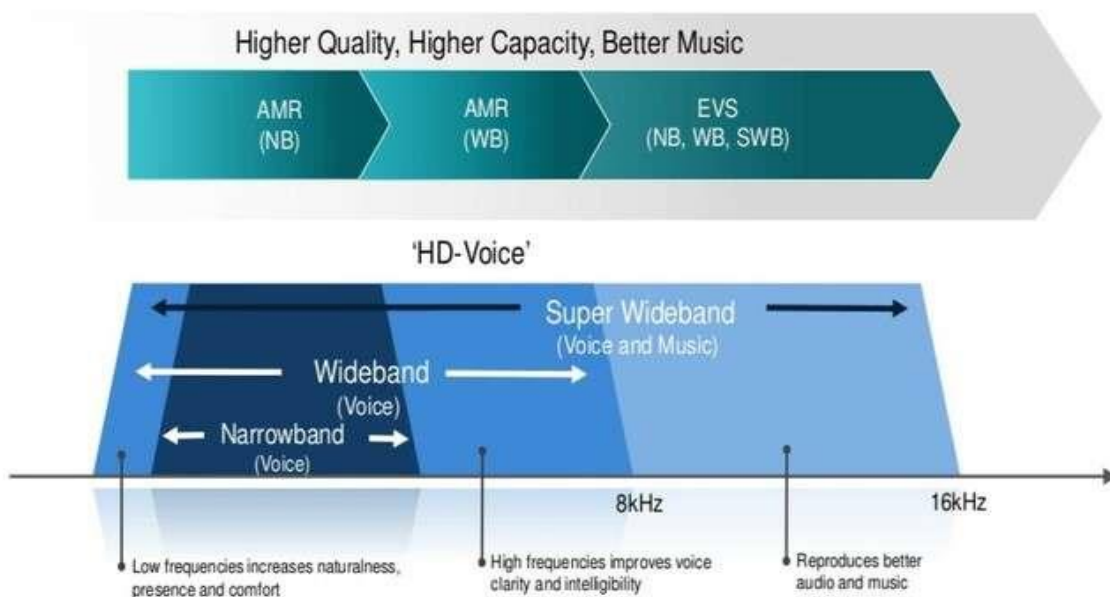 Higher Quality, Higher Capacity, Better Music
AMR
(NB)
AMR
(WB)
EVS
(NB, WB, SWB)
'HD-Voice'
Super Wideband
(Voice and Music)
Wideband
(Voice)
Narrowband
(Voice)
8kHz
16kHz
Low frequencies increases naturalness,
presence and comfort
High frequencies improves voice
clarity and intelligibility
Reproduces better
audio and music